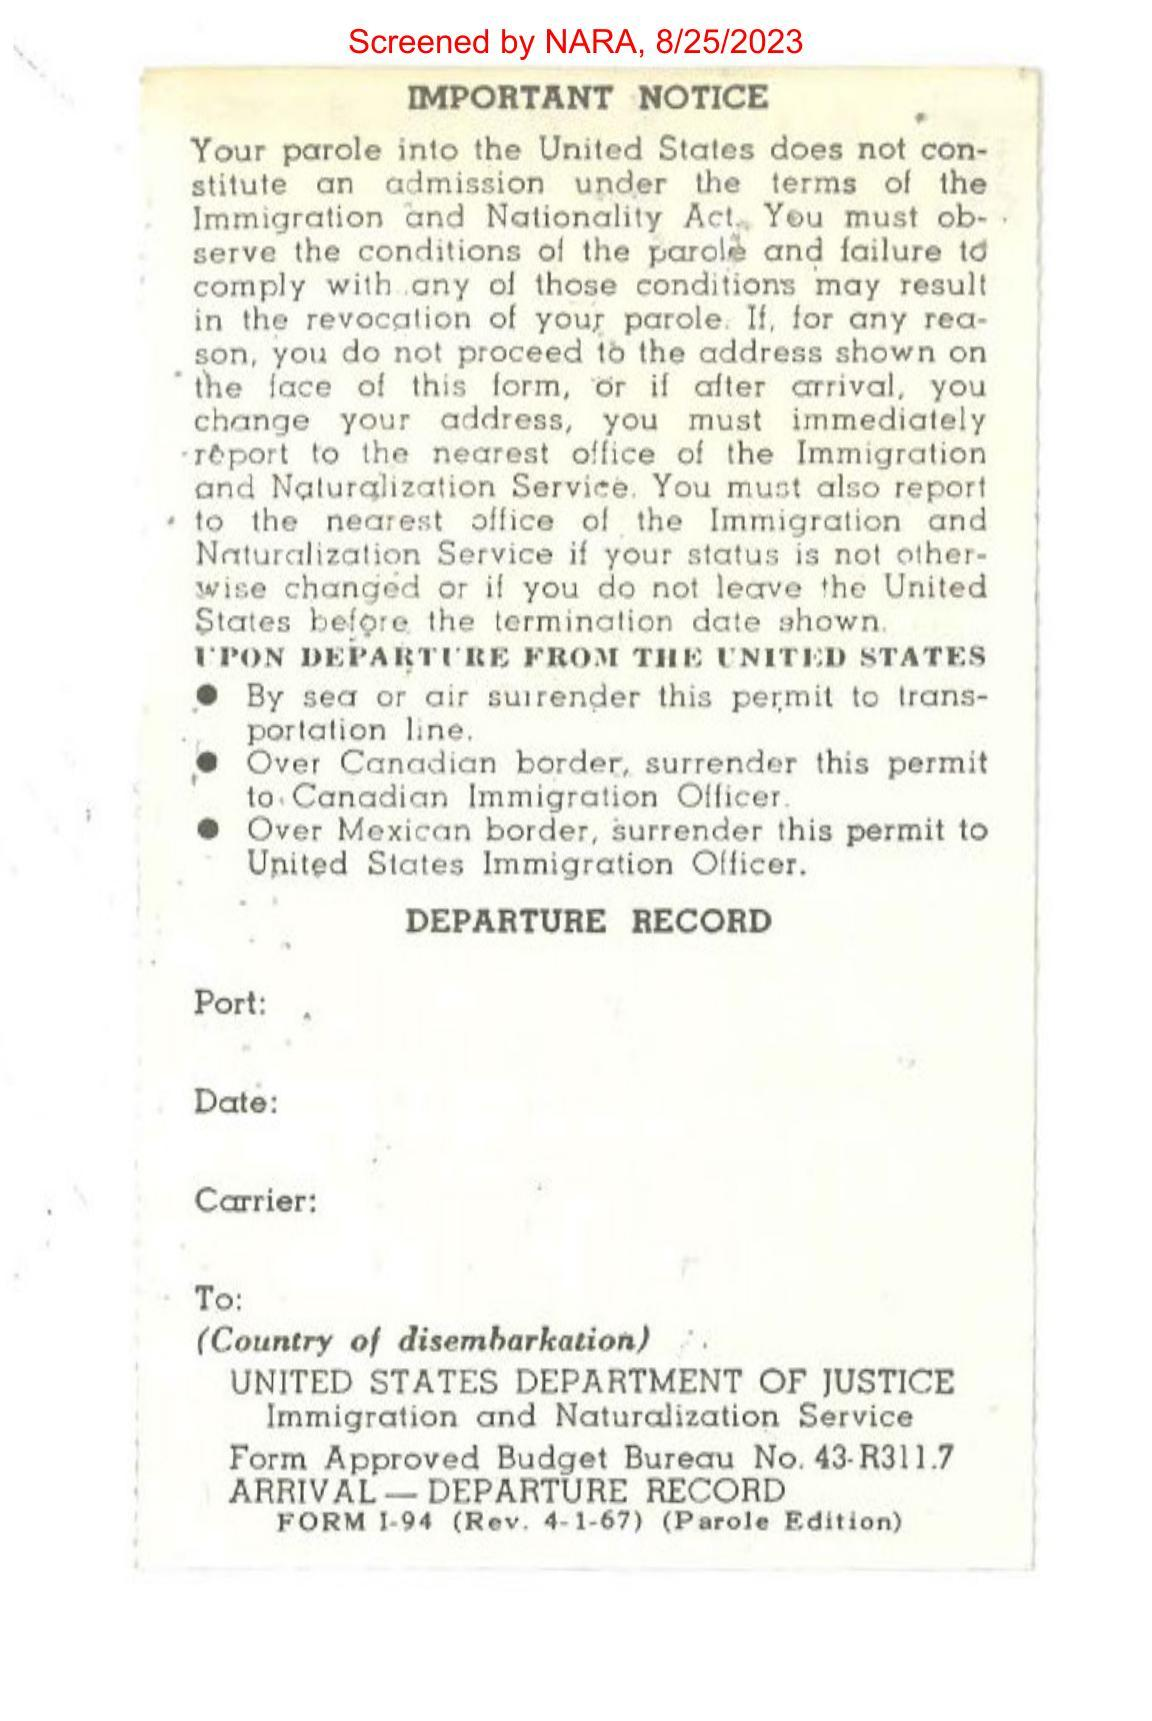 Screened by NARA, 8/25/2023
IMPORTANT NOTICE
Your parole into the United States does not con-
stitute an admission under the terms of the
Immigration and Nationality Act. You must ob-
serve the conditions of the parole and failure to
comply with any of those conditions may result
in the revocation of your parole. If, for any rea-
son, you do not proceed to the address shown on
the face of this form, or if after arrival, you
change your address, you must immediately
report to the nearest office of the Immigration
and Naturalization Service. You must also report
to the nearest office of the Immigration and
Naturalization Service if your status is not other-
wise changed or if you do not leave the United
States before the termination date shown.
UPON DEPARTURE FROM THE UNITED STATES
● By sea or air surrender this permit to trans-
portation line.
● Over Canadian border, surrender this permit
to Canadian Immigration Officer.
● Over Mexican border, surrender this permit to
United States Immigration Officer.
DEPARTURE RECORD
Port:
Date:
Carrier:
To:
(Country of disembarkation)
UNITED STATES DEPARTMENT OF JUSTICE
Immigration and Naturalization Service
Form Approved Budget Bureau No. 43-R311.7
ARRIVAL — DEPARTURE RECORD
FORM I-94 (Rev. 4-1-67) (Parole Edition)